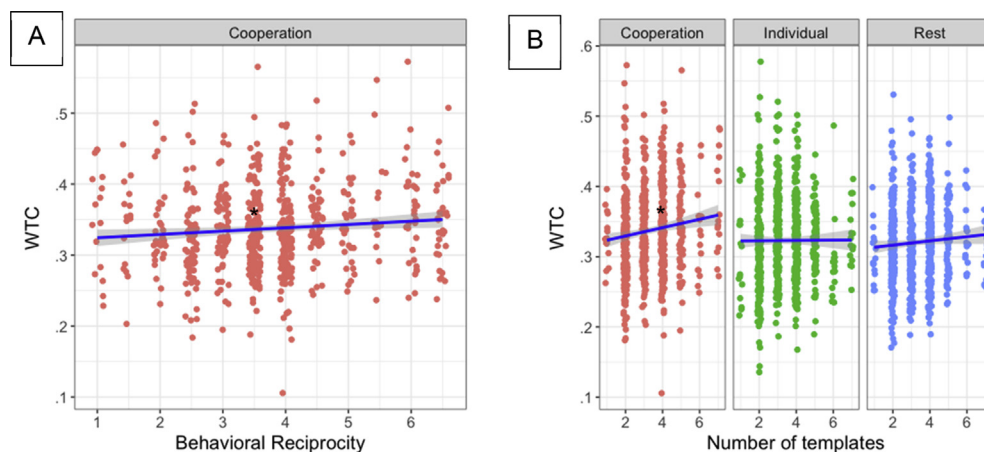 A
Cooperation
WTC
.5
.4
.3
.2
.1
*
1 2 3 4 5 6
Behavioral Reciprocity
B
Cooperation Individual Rest
WTC
.6
.5
.4
.3
.2
.1
*
2 4 6 2 4 6 2 4 6
Number of templates